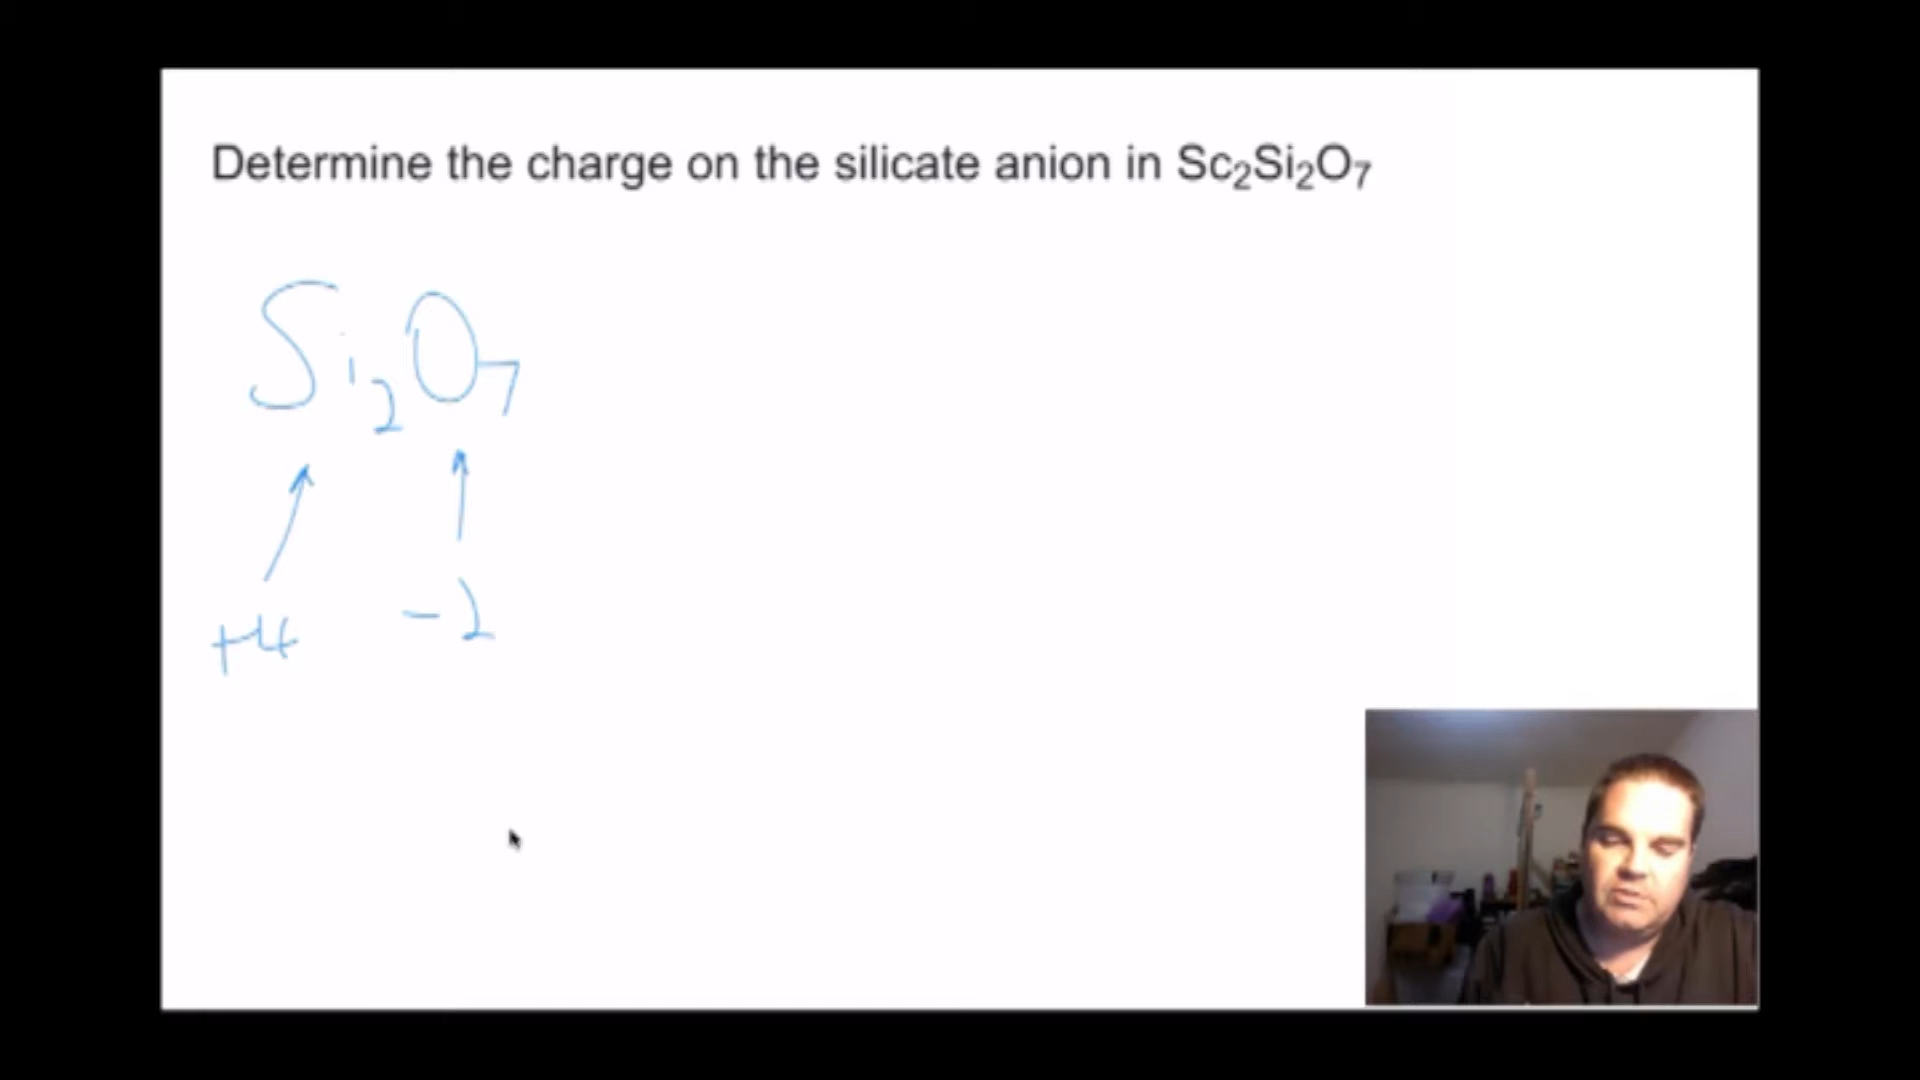 Determine the charge on the silicate anion in Sc₂Si₂O₇
Si₂O₇
+4 -2